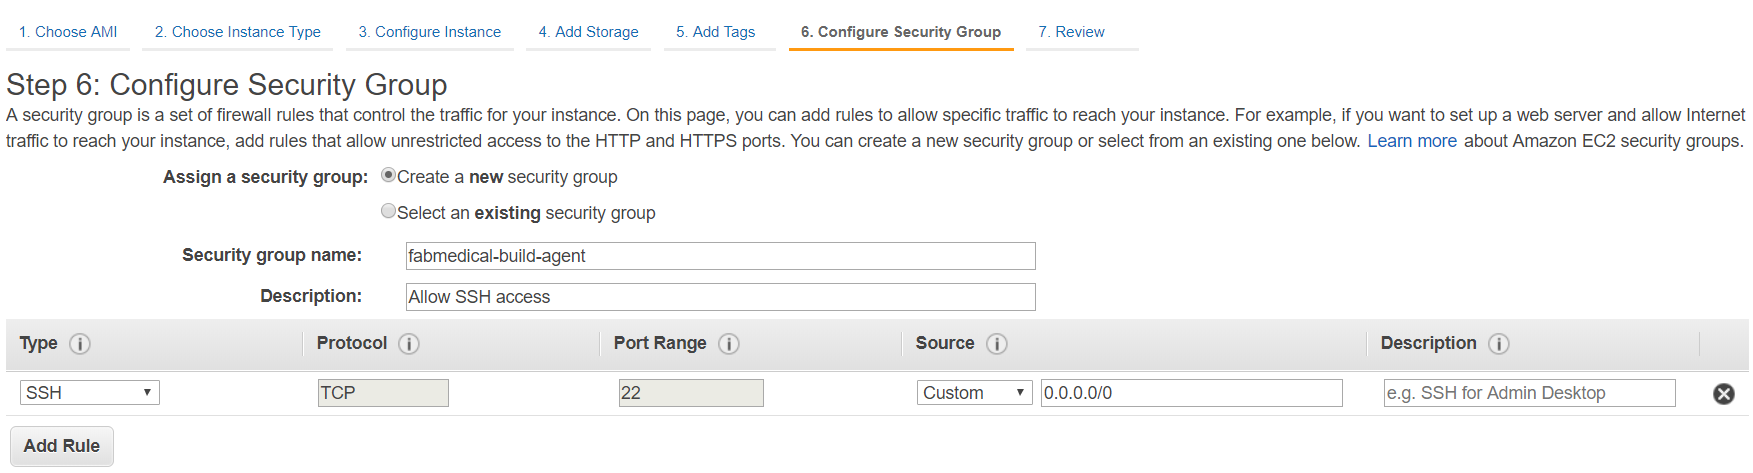 1. Choose AMI 2. Choose Instance Type 3. Configure Instance 4. Add Storage 5. Add Tags 6. Configure Security Group 7. Review
Step 6: Configure Security Group
A security group is a set of firewall rules that control the traffic for your instance. On this page, you can add rules to allow specific traffic to reach your instance. For example, if you want to set up a web server and allow Internet
traffic to reach your instance, add rules that allow unrestricted access to the HTTP and HTTPS ports. You can create a new security group or select from an existing one below. Learn more about Amazon EC2 security groups.
Assign a security group: Create a new security group
Select an existing security group
Security group name: fabmedical-build-agent
Description: Allow SSH access
Type i Protocol i Port Range i Source i Description i
SSH TCP 22 Custom 0.0.0.0/0 e.g. SSH for Admin Desktop
Add Rule